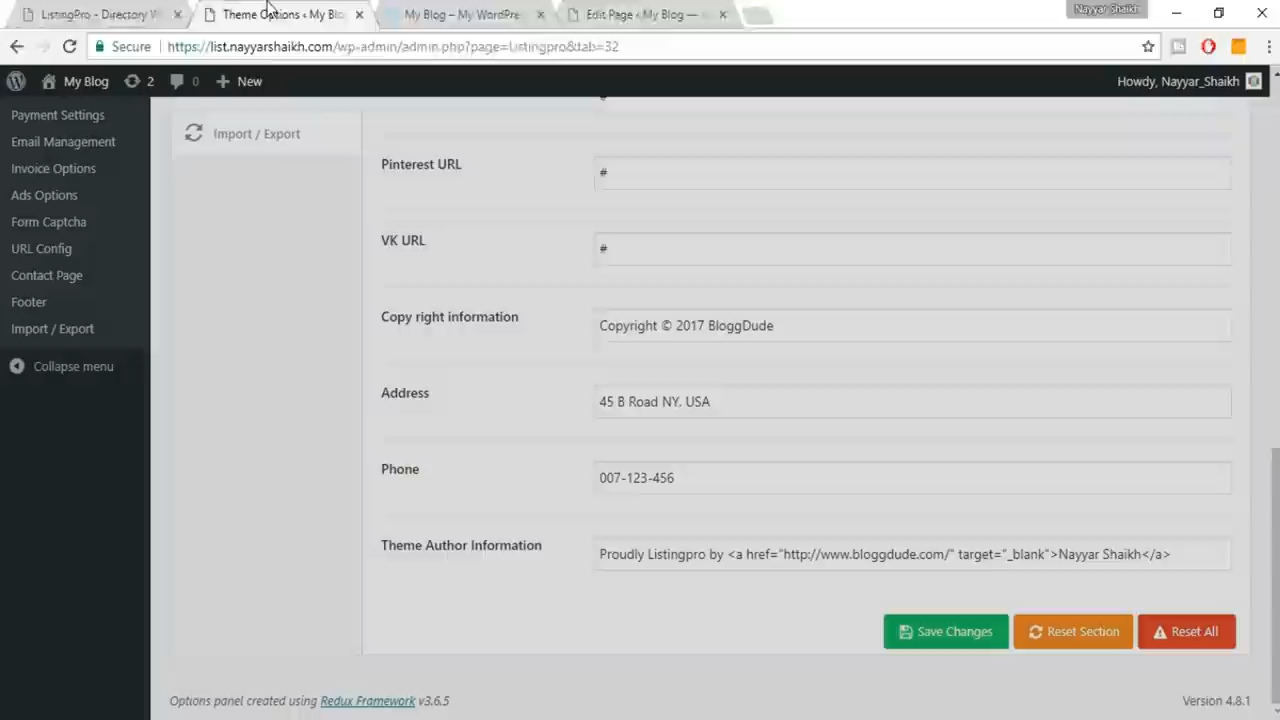 ListingPro - Directory W
Theme Options ‹ My Blo
My Blog – My WordPre
Edit Page ‹ My Blog —
Nayyar Shaikh
Secure
https://list.nayyarshaikh.com/wp-admin/admin.php?page=Listingpro&tab=32
My Blog
2
0
New
Howdy, Nayyar_Shaikh
Payment Settings
Email Management
Invoice Options
Ads Options
Form Captcha
URL Config
Contact Page
Footer
Import / Export
Collapse menu
Import / Export
Pinterest URL
#
VK URL
#
Copy right information
Copyright © 2017 BloggDude
Address
45 B Road NY. USA
Phone
007-123-456
Theme Author Information
Proudly Listingpro by <a href="http://www.bloggdude.com/" target="_blank">Nayyar Shaikh</a>
Save Changes
Reset Section
Reset All
Options panel created using Redux Framework v3.6.5
Version 4.8.1